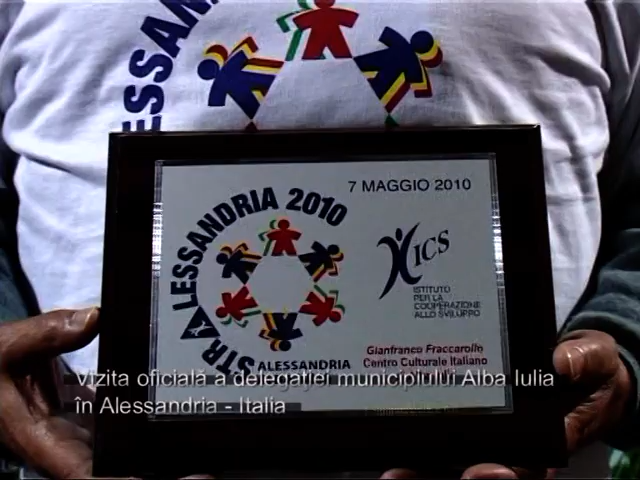 ESSAN
7 MAGGIO 2010
STRALESSANDRIA 2010
ICS
ISTITUTO
PER LA
COOPERAZIONE
ALLO SVILUPPO
ALESSANDRIA
Gianfranco Fraccarollo
Centro Culturale Italiano
Vizita oficială a delegației municipiului Alba Iulia
în Alessandria - Italia